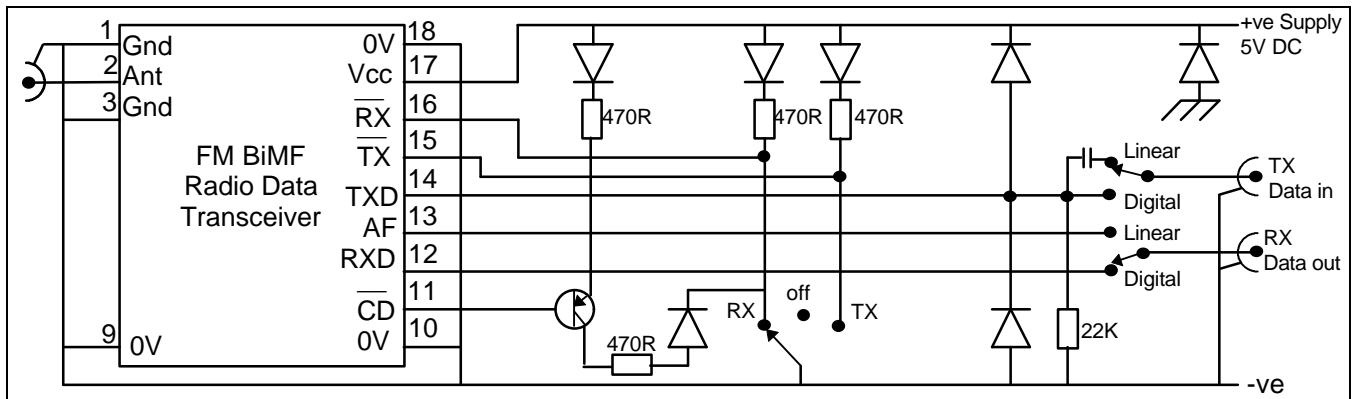 1
Gnd
2
Ant
3
Gnd
9
0V
FM BiMF
Radio Data
Transceiver
18
0V
17
Vcc
16
RX
15
TX
14
TXD
13
AF
12
RXD
11
CD
10
0V
470R
470R
470R
+ve Supply
5V DC
Linear
Digital
TX
Data in
Linear
Digital
RX
Data out
RX
off
TX
470R
22K
-ve